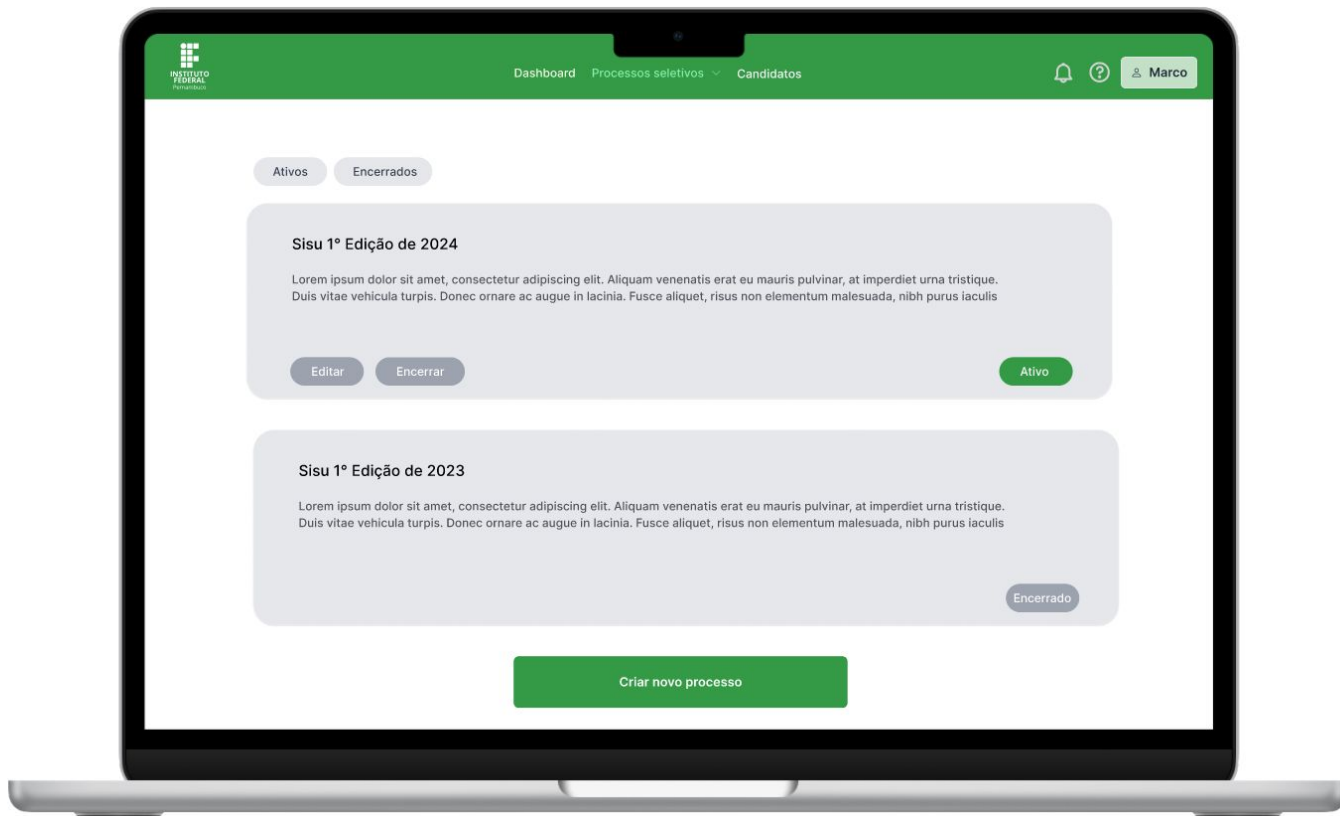 INSTITUTO
FEDERAL
Pernambuco
Dashboard Processos seletivos Candidatos
Marco
Ativos Encerrados
Sisu 1° Edição de 2024
Lorem ipsum dolor sit amet, consectetur adipiscing elit. Aliquam venenatis erat eu mauris pulvinar, at imperdiet urna tristique.
Duis vitae vehicula turpis. Donec ornare ac augue in lacinia. Fusce aliquet, risus non elementum malesuada, nibh purus iaculis
Editar Encerrar Ativo
Sisu 1° Edição de 2023
Lorem ipsum dolor sit amet, consectetur adipiscing elit. Aliquam venenatis erat eu mauris pulvinar, at imperdiet urna tristique.
Duis vitae vehicula turpis. Donec ornare ac augue in lacinia. Fusce aliquet, risus non elementum malesuada, nibh purus iaculis
Encerrado
Criar novo processo